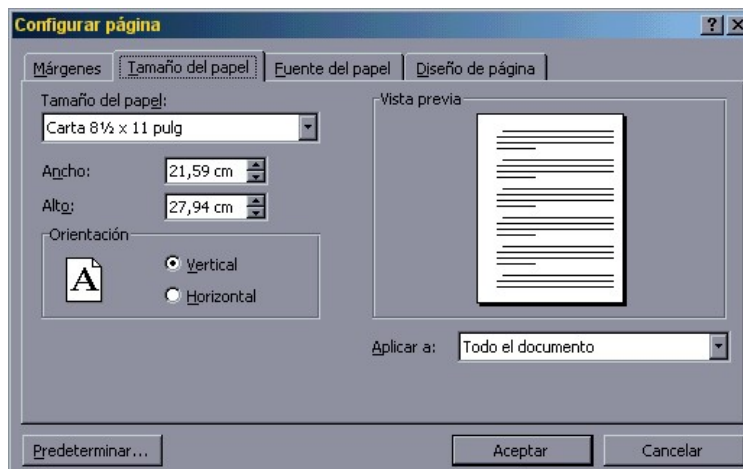 Configurar página
Márgenes Tamaño del papel Fuente del papel Diseño de página
Tamaño del papel:
Carta 8½ x 11 pulg
Ancho: 21,59 cm
Alto: 27,94 cm
Orientación
A
Vertical
Horizontal
Vista previa
Aplicar a: Todo el documento
Predeterminar... Aceptar Cancelar